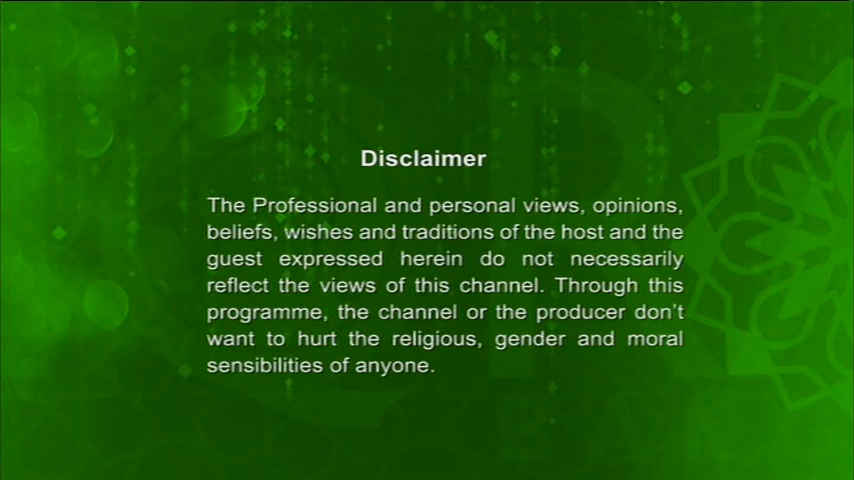 Disclaimer
The Professional and personal views, opinions,
beliefs, wishes and traditions of the host and the
guest expressed herein do not necessarily
reflect the views of this channel. Through this
programme, the channel or the producer don't
want to hurt the religious, gender and moral
sensibilities of anyone.